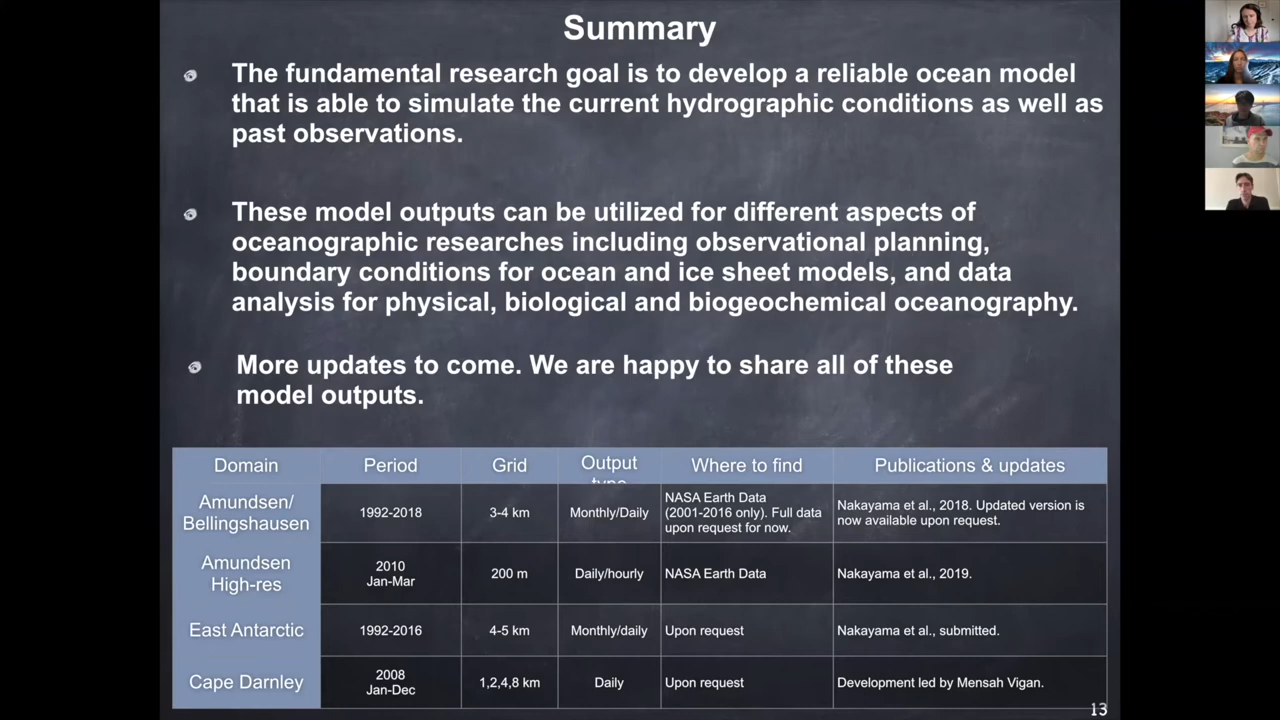 Summary
The fundamental research goal is to develop a reliable ocean model
that is able to simulate the current hydrographic conditions as well as
past observations.
These model outputs can be utilized for different aspects of
oceanographic researches including observational planning,
boundary conditions for ocean and ice sheet models, and data
analysis for physical, biological and biogeochemical oceanography.
More updates to come. We are happy to share all of these
model outputs.
Domain Period Grid Output type Where to find Publications & updates
Amundsen/
Bellingshausen
1992-2018
3-4 km
Monthly/Daily
NASA Earth Data
(2001-2016 only). Full data
upon request for now.
Nakayama et al., 2018. Updated version is
now available upon request.
Amundsen
High-res
2010
Jan-Mar
200 m
Daily/hourly
NASA Earth Data
Nakayama et al., 2019.
East Antarctic
1992-2016
4-5 km
Monthly/daily
Upon request
Nakayama et al., submitted.
Cape Darnley
2008
Jan-Dec
1,2,4,8 km
Daily
Upon request
Development led by Mensah Vigan.
13